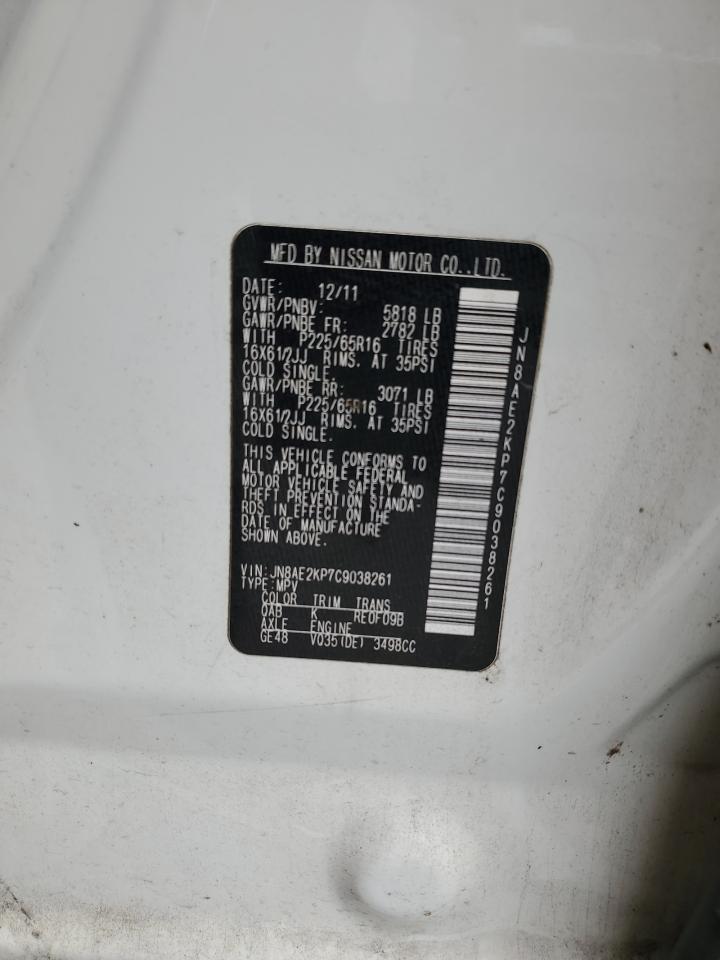 MFD BY NISSAN MOTOR CO.,LTD.
DATE: 12/11
GVWR/PNBV: 5818 LB
GAWR/PNBE FR: 2782 LB
WITH P225/65R16 TIRES
16X61/2JJ RIMS. AT 35PSI
COLD SINGLE.
GAWR/PNBE RR: 3071 LB
WITH P225/65R16 TIRES
16X61/2JJ RIMS. AT 35PSI
COLD SINGLE.
THIS VEHICLE CONFORMS TO
ALL APPLICABLE FEDERAL
MOTOR VEHICLE SAFETY AND
THEFT PREVENTION STANDA-
RDS IN EFFECT ON THE
DATE OF MANUFACTURE
SHOWN ABOVE.
VIN:JN8AE2KP7C9038261
TYPE:MPV
COLOR TRIM TRANS
QAB K RE0F09B
AXLE ENGINE
GE48 V035(DE) 3498CC
JN8AE2KP7C9038261